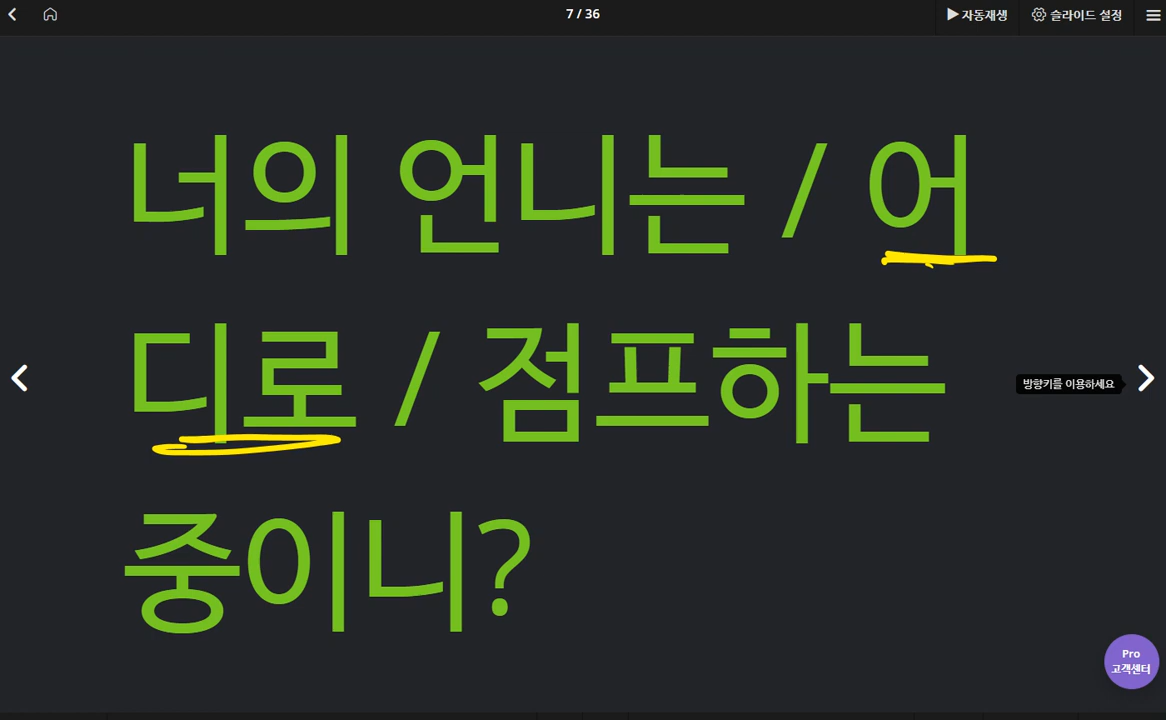 7 / 36
자동재생
슬라이드 설정
너의 언니는 / 어
디로 / 점프하는
중이니?
방향키를 이용하세요
Pro
고객센터